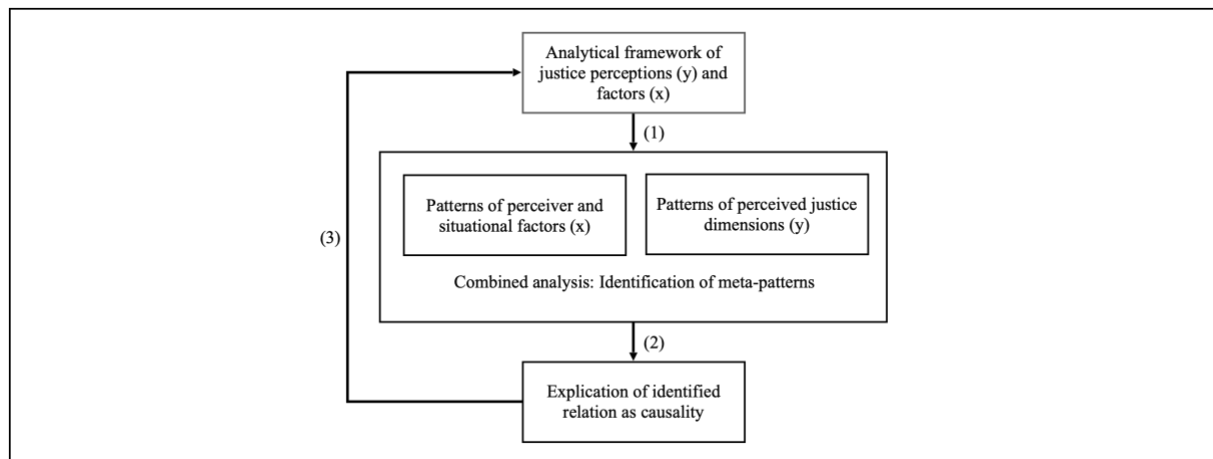 Analytical framework of
justice perceptions (y) and
factors (x)
(1)
Patterns of perceiver and
situational factors (x)
Patterns of perceived justice
dimensions (y)
(3)
Combined analysis: Identification of meta-patterns
(2)
Explication of identified
relation as causality